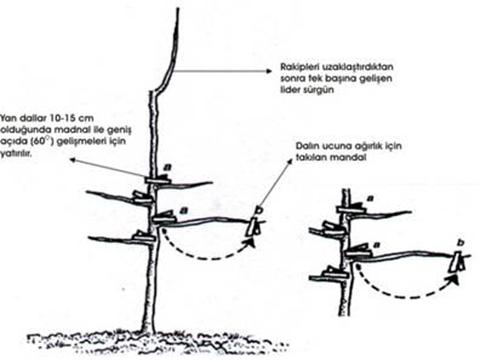 Rakipleri uzaklaştırdıktan
sonra tek başına gelişen
lider sürgün
Yan dallar 10-15 cm
olduğunda madnal ile geniş
açıda (60°) gelişmeleri için
yatırılır.
Dalın ucuna ağırlık için
takılan mandal
a
a
b
a
a
b